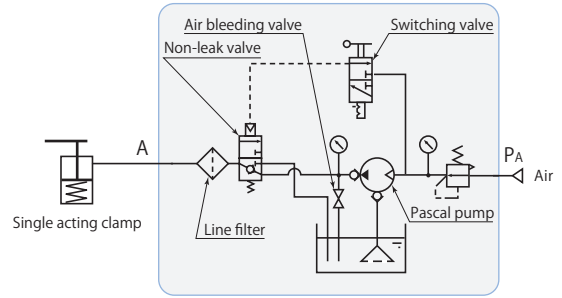 Air bleeding valve
Switching valve
Non-leak valve
A
PA
Air
Single acting clamp
Line filter
Pascal pump